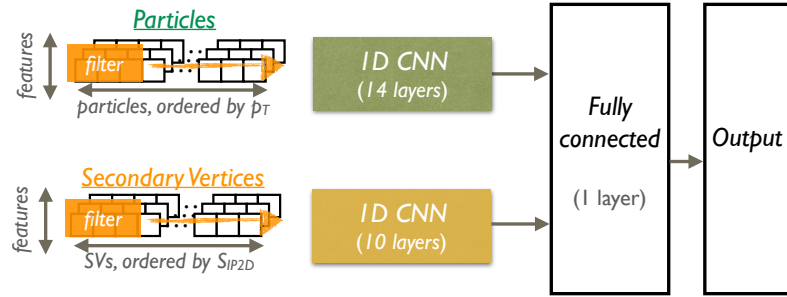 Particles
features
filter
particles, ordered by pT
1D CNN
(14 layers)
Secondary Vertices
features
filter
SVs, ordered by SIP2D
1D CNN
(10 layers)
Fully
connected
(1 layer)
Output